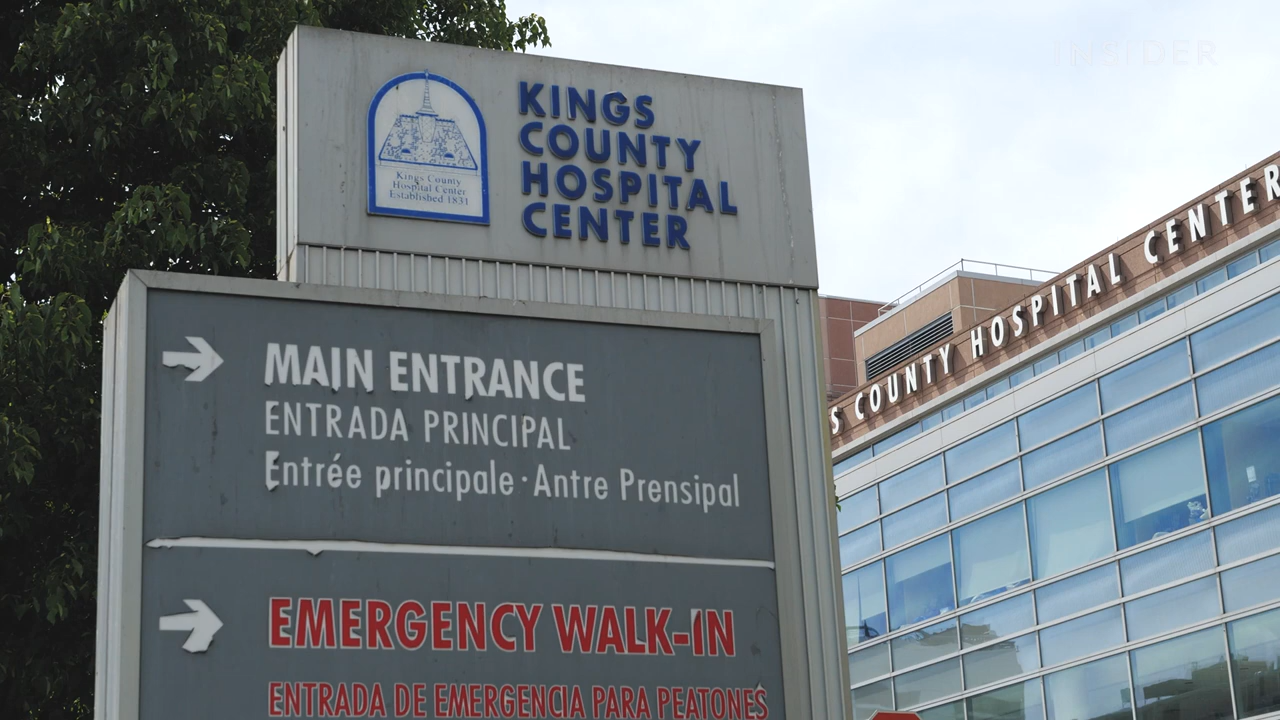 INSIDER
KINGS
COUNTY
HOSPITAL
CENTER
Kings County
Hospital Center
Established 1831
S COUNTY HOSPITAL CENTER
MAIN ENTRANCE
ENTRADA PRINCIPAL
Entrée principale · Antre Prensipal
EMERGENCY WALK-IN
ENTRADA DE EMERGENCIA PARA PEATONES